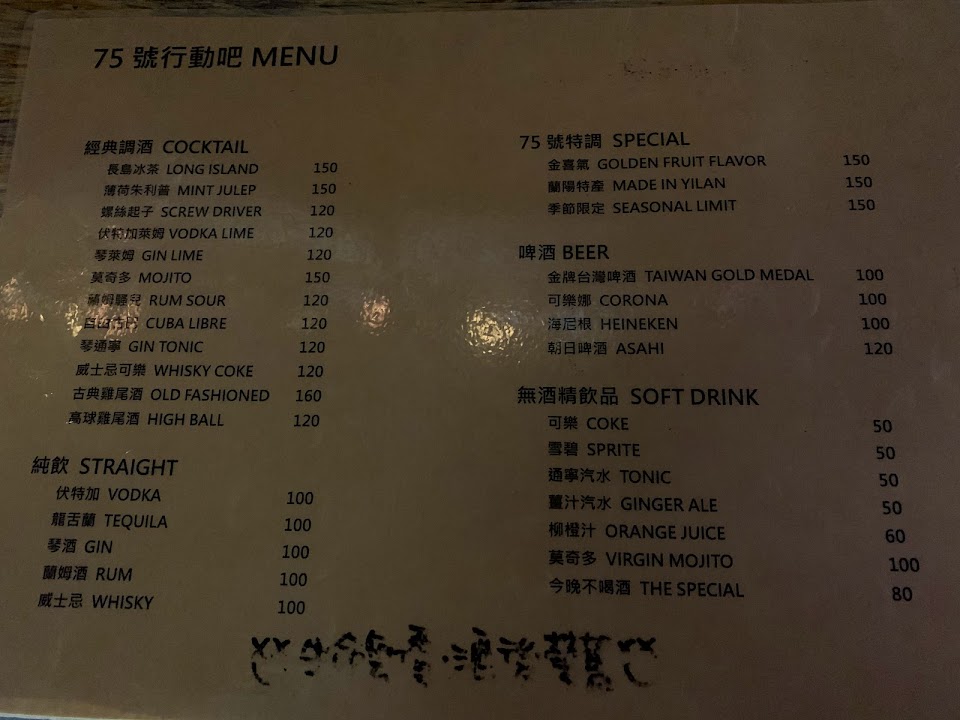 75 號行動吧 MENU
經典調酒 COCKTAIL
長島冰茶 LONG ISLAND 150
薄荷朱利普 MINT JULEP 150
螺絲起子 SCREW DRIVER 120
伏特加萊姆 VODKA LIME 120
琴萊姆 GIN LIME 120
莫奇多 MOJITO 150
蘭姆騷兒 RUM SOUR 120
自由古巴 CUBA LIBRE 120
琴通寧 GIN TONIC 120
威士忌可樂 WHISKY COKE 120
古典雞尾酒 OLD FASHIONED 160
高球雞尾酒 HIGH BALL 120
純飲 STRAIGHT
伏特加 VODKA 100
龍舌蘭 TEQUILA 100
琴酒 GIN 100
蘭姆酒 RUM 100
威士忌 WHISKY 100
75 號特調 SPECIAL
金喜氣 GOLDEN FRUIT FLAVOR 150
蘭陽特產 MADE IN YILAN 150
季節限定 SEASONAL LIMIT 150
啤酒 BEER
金牌台灣啤酒 TAIWAN GOLD MEDAL 100
可樂娜 CORONA 100
海尼根 HEINEKEN 100
朝日啤酒 ASAHI 120
無酒精飲品 SOFT DRINK
可樂 COKE 50
雪碧 SPRITE 50
通寧汽水 TONIC 50
薑汁汽水 GINGER ALE 50
柳橙汁 ORANGE JUICE 60
莫奇多 VIRGIN MOJITO 100
今晚不喝酒 THE SPECIAL 80